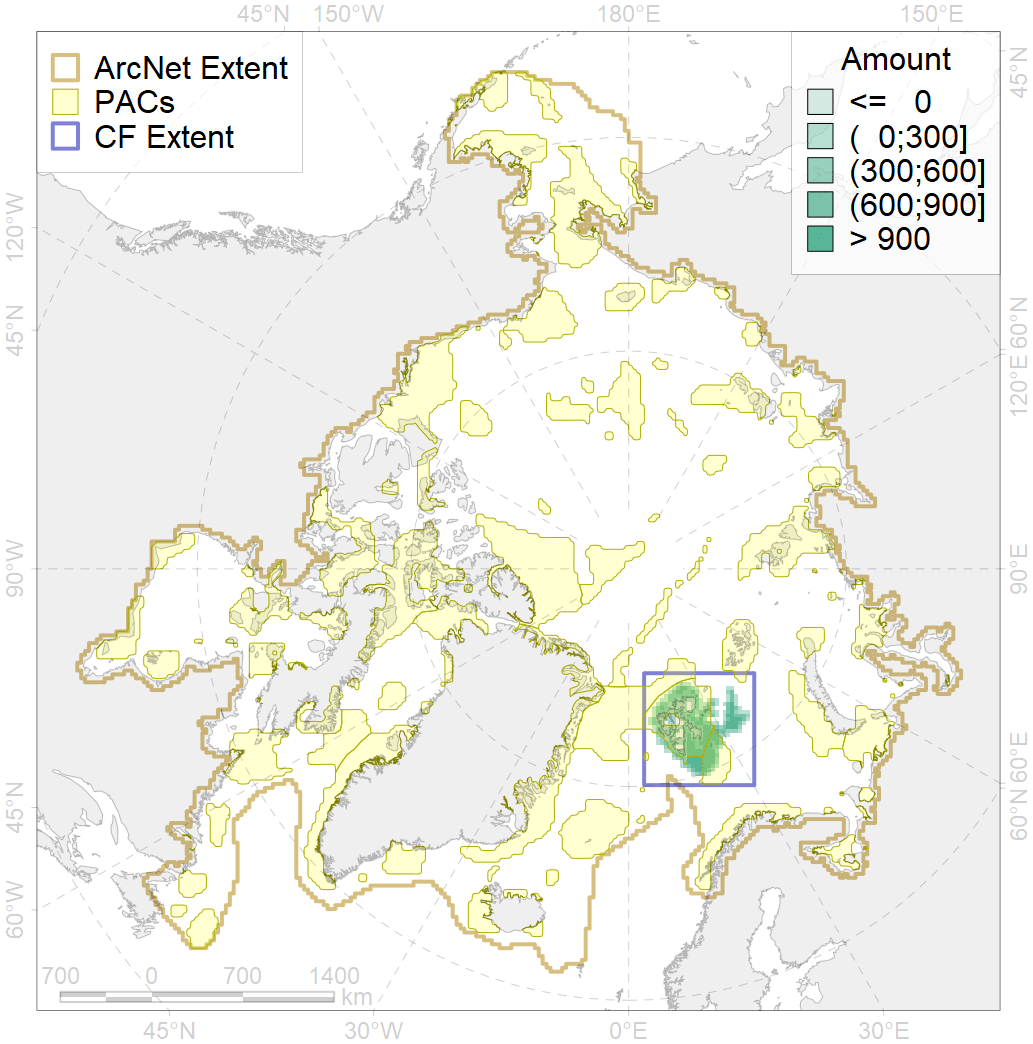 45°N 150°W 180°E 150°E
ArcNet Extent
PACs
CF Extent
Amount
<= 0
( 0;300]
(300;600]
(600;900]
> 900
45°N
120°W
45°N
90°W
45°N
60°W
60°N
120°E
90°E
60°E
60°N
700 0 700 1400
km
45°N 30°W 0°E 30°E